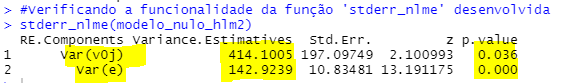 > #verificando a funcionalidade da função 'stderr_nlme' desenvolvida
> stderr_nlme(modelo_nulo_hlm2)
RE.Components Variance.Estimatives Std.Err. z p.value
1 Var(v0j) 414.1005 197.09749 2.100993 0.036
2 Var(e) 142.9239 10.83481 13.191175 0.000